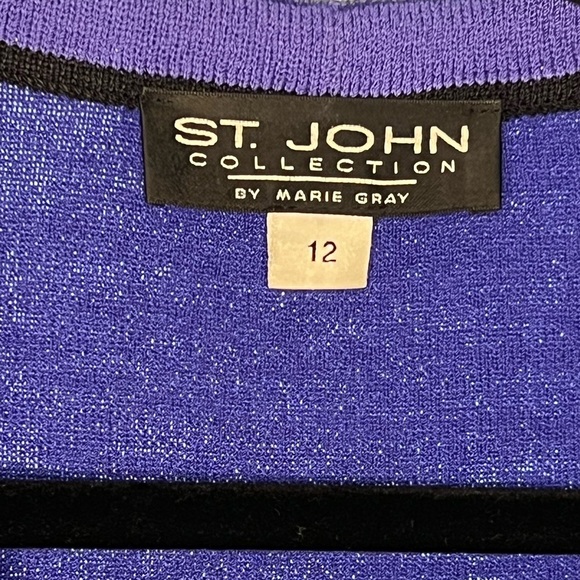 ST. JOHN
COLLECTION
BY MARIE GRAY
12